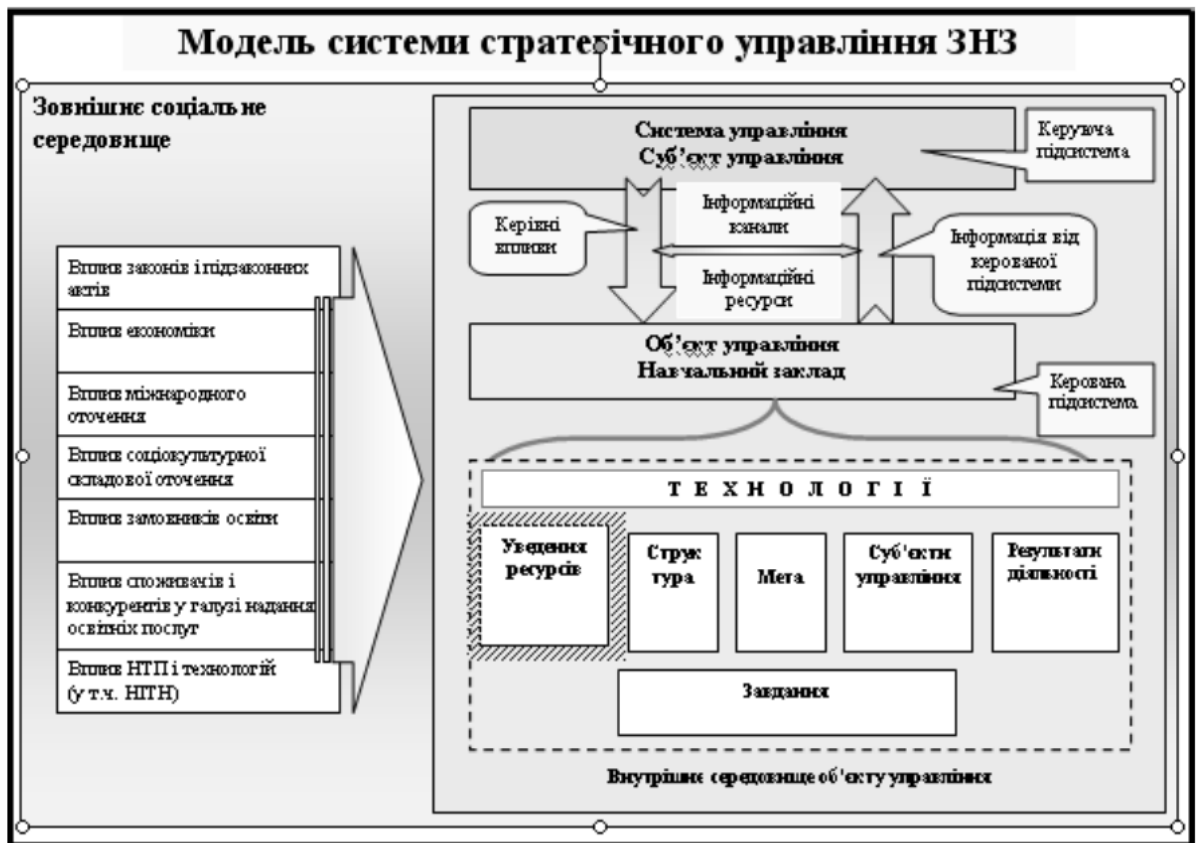 Модель системи стратегічного управління ЗНЗ
Зовнішнє соціальне
середовище
Вплив законів і підзаконних
актів
Вплив економіки
Вплив міжнародного
оточення
Вплив соціокультурної
складової оточення
Вплив замовників освіти
Вплив споживачів і
конкурентів у галузі надання
освітніх послуг
Вплив НТП і технологій
(у т.ч. НІТН)
Система управління
Суб’єкт управління
Керуюча
підсистема
Керівні
впливи
Інформаційні
канали
Інформаційні
ресурси
Інформація від
керованої
підсистеми
Об’єкт управління
Навчальний заклад
Керована
підсистема
Т Е Х Н О Л О Г І Ї
Уведення
ресурсів
Струк
тура
Мета
Суб'єкти
управління
Результати
діяльності
Завдання
Внутрішнє середовище об'єкту управління